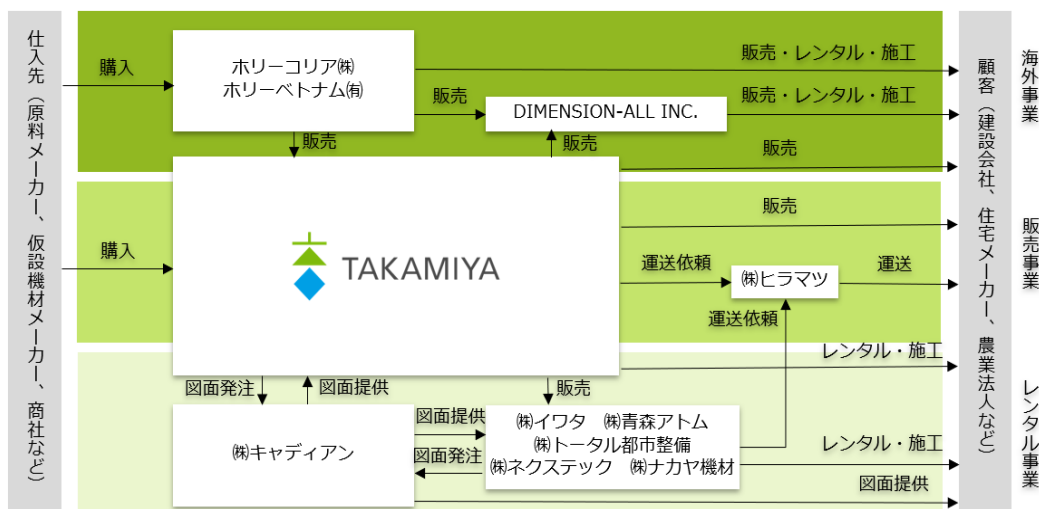 仕入先（原料メーカー、仮設機材メーカー、商社など）
購入
ホリーコリア㈱
ホリーベトナム㈲
販売・レンタル・施工
販売
DIMENSION-ALL INC.
販売・レンタル・施工
販売
販売
販売
海外事業
購入
TAKAMIYA
販売
運送依頼
㈱ヒラマツ
運送
運送依頼
販売事業
レンタル・施工
図面発注
図面提供
販売
㈱キャディアン
図面提供
図面発注
㈱イワタ　㈱青森アトム
㈱トータル都市整備
㈱ネクステック　㈱ナカヤ機材
レンタル・施工
図面提供
レンタル事業
顧客（建設会社、住宅メーカー、農業法人など）